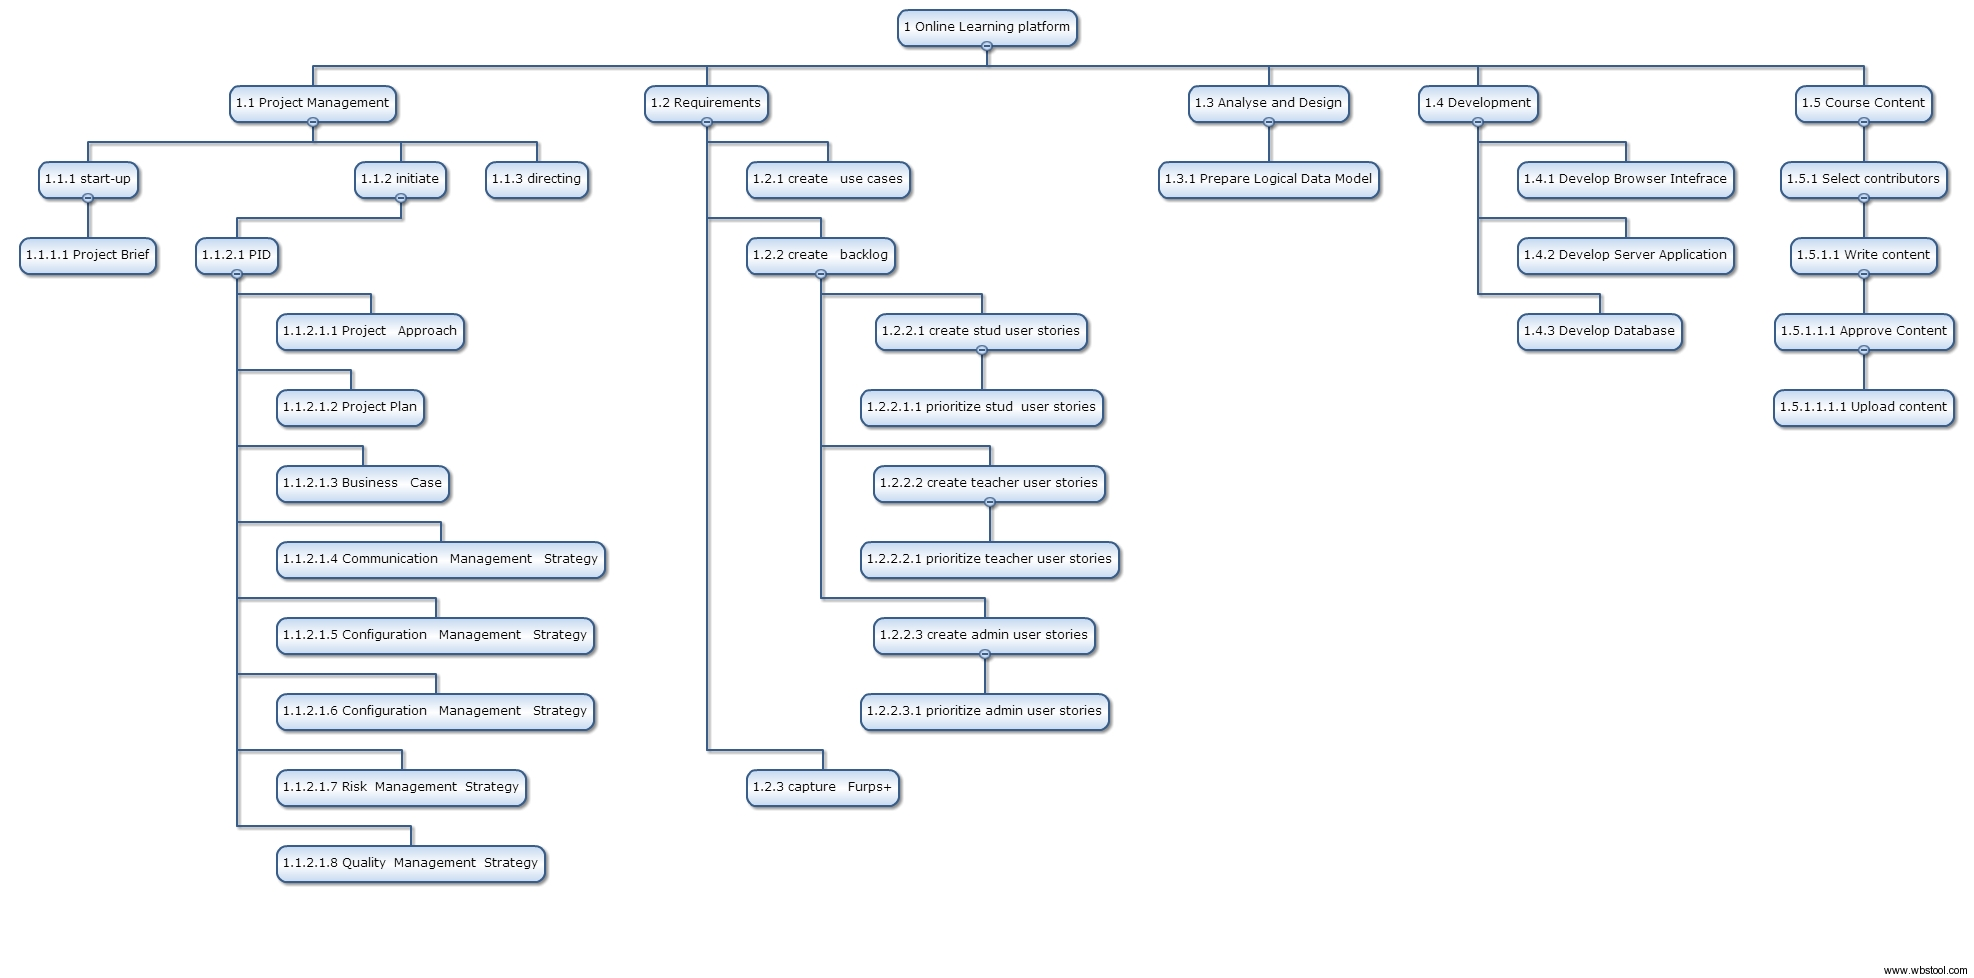 1 Online Learning platform
1.1 Project Management
1.2 Requirements
1.3 Analyse and Design
1.4 Development
1.5 Course Content
1.1.1 start-up
1.1.2 initiate
1.1.3 directing
1.2.1 create use cases
1.3.1 Prepare Logical Data Model
1.4.1 Develop Browser Intefrace
1.5.1 Select contributors
1.1.1.1 Project Brief
1.1.2.1 PID
1.2.2 create backlog
1.4.2 Develop Server Application
1.5.1.1 Write content
1.1.2.1.1 Project Approach
1.2.2.1 create stud user stories
1.4.3 Develop Database
1.5.1.1.1 Approve Content
1.1.2.1.2 Project Plan
1.2.2.1.1 prioritize stud user stories
1.5.1.1.1.1 Upload content
1.1.2.1.3 Business Case
1.2.2.2 create teacher user stories
1.1.2.1.4 Communication Management Strategy
1.2.2.2.1 prioritize teacher user stories
1.1.2.1.5 Configuration Management Strategy
1.2.2.3 create admin user stories
1.1.2.1.6 Configuration Management Strategy
1.2.2.3.1 prioritize admin user stories
1.1.2.1.7 Risk Management Strategy
1.2.3 capture Furps+
1.1.2.1.8 Quality Management Strategy
www.wbstool.com